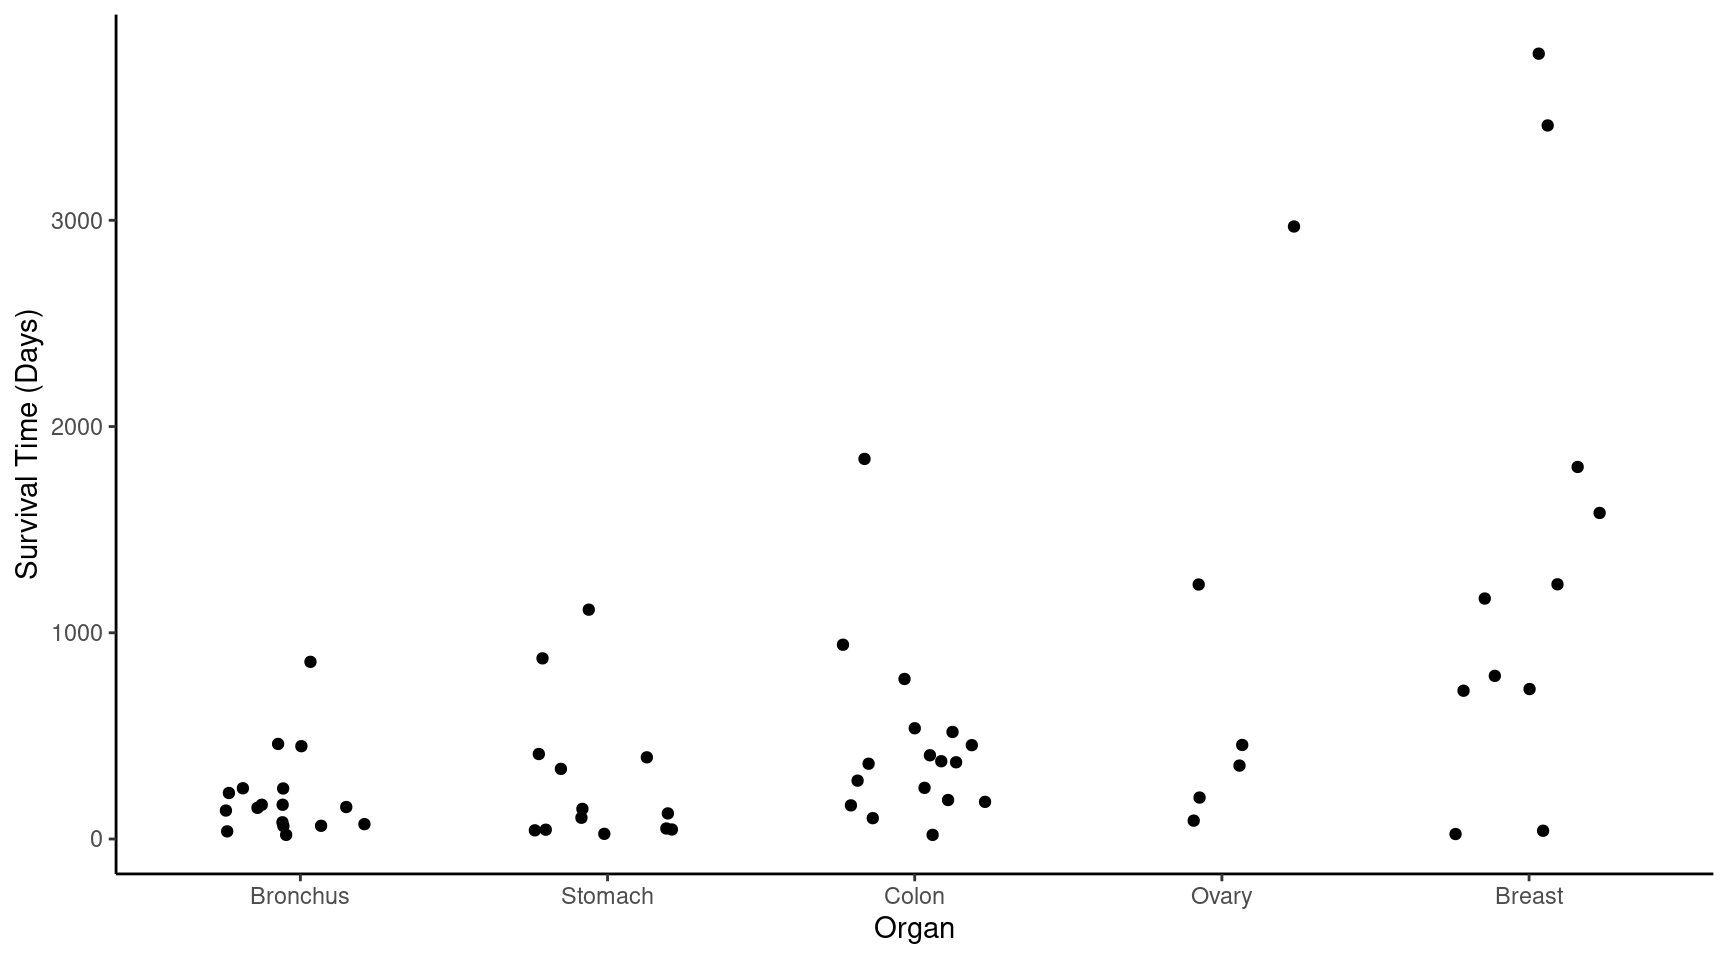 Survival Time (Days)
3000
2000
1000
0
Bronchus
Stomach
Colon
Ovary
Breast
Organ